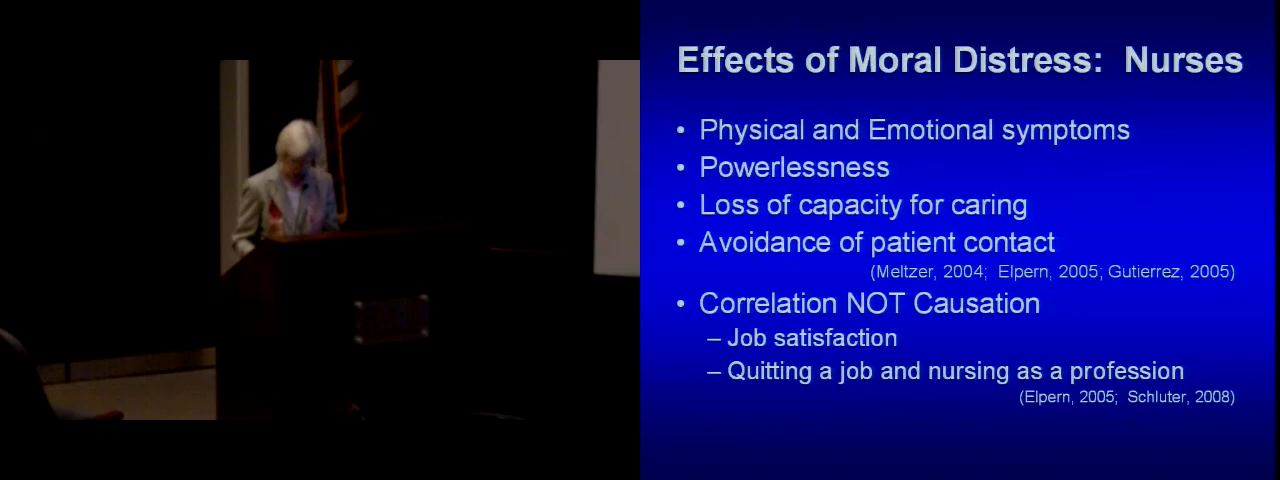 Effects of Moral Distress: Nurses
• Physical and Emotional symptoms
• Powerlessness
• Loss of capacity for caring
• Avoidance of patient contact
(Meltzer, 2004; Elpern, 2005; Gutierrez, 2005)
• Correlation NOT Causation
– Job satisfaction
– Quitting a job and nursing as a profession
(Elpern, 2005; Schluter, 2008)